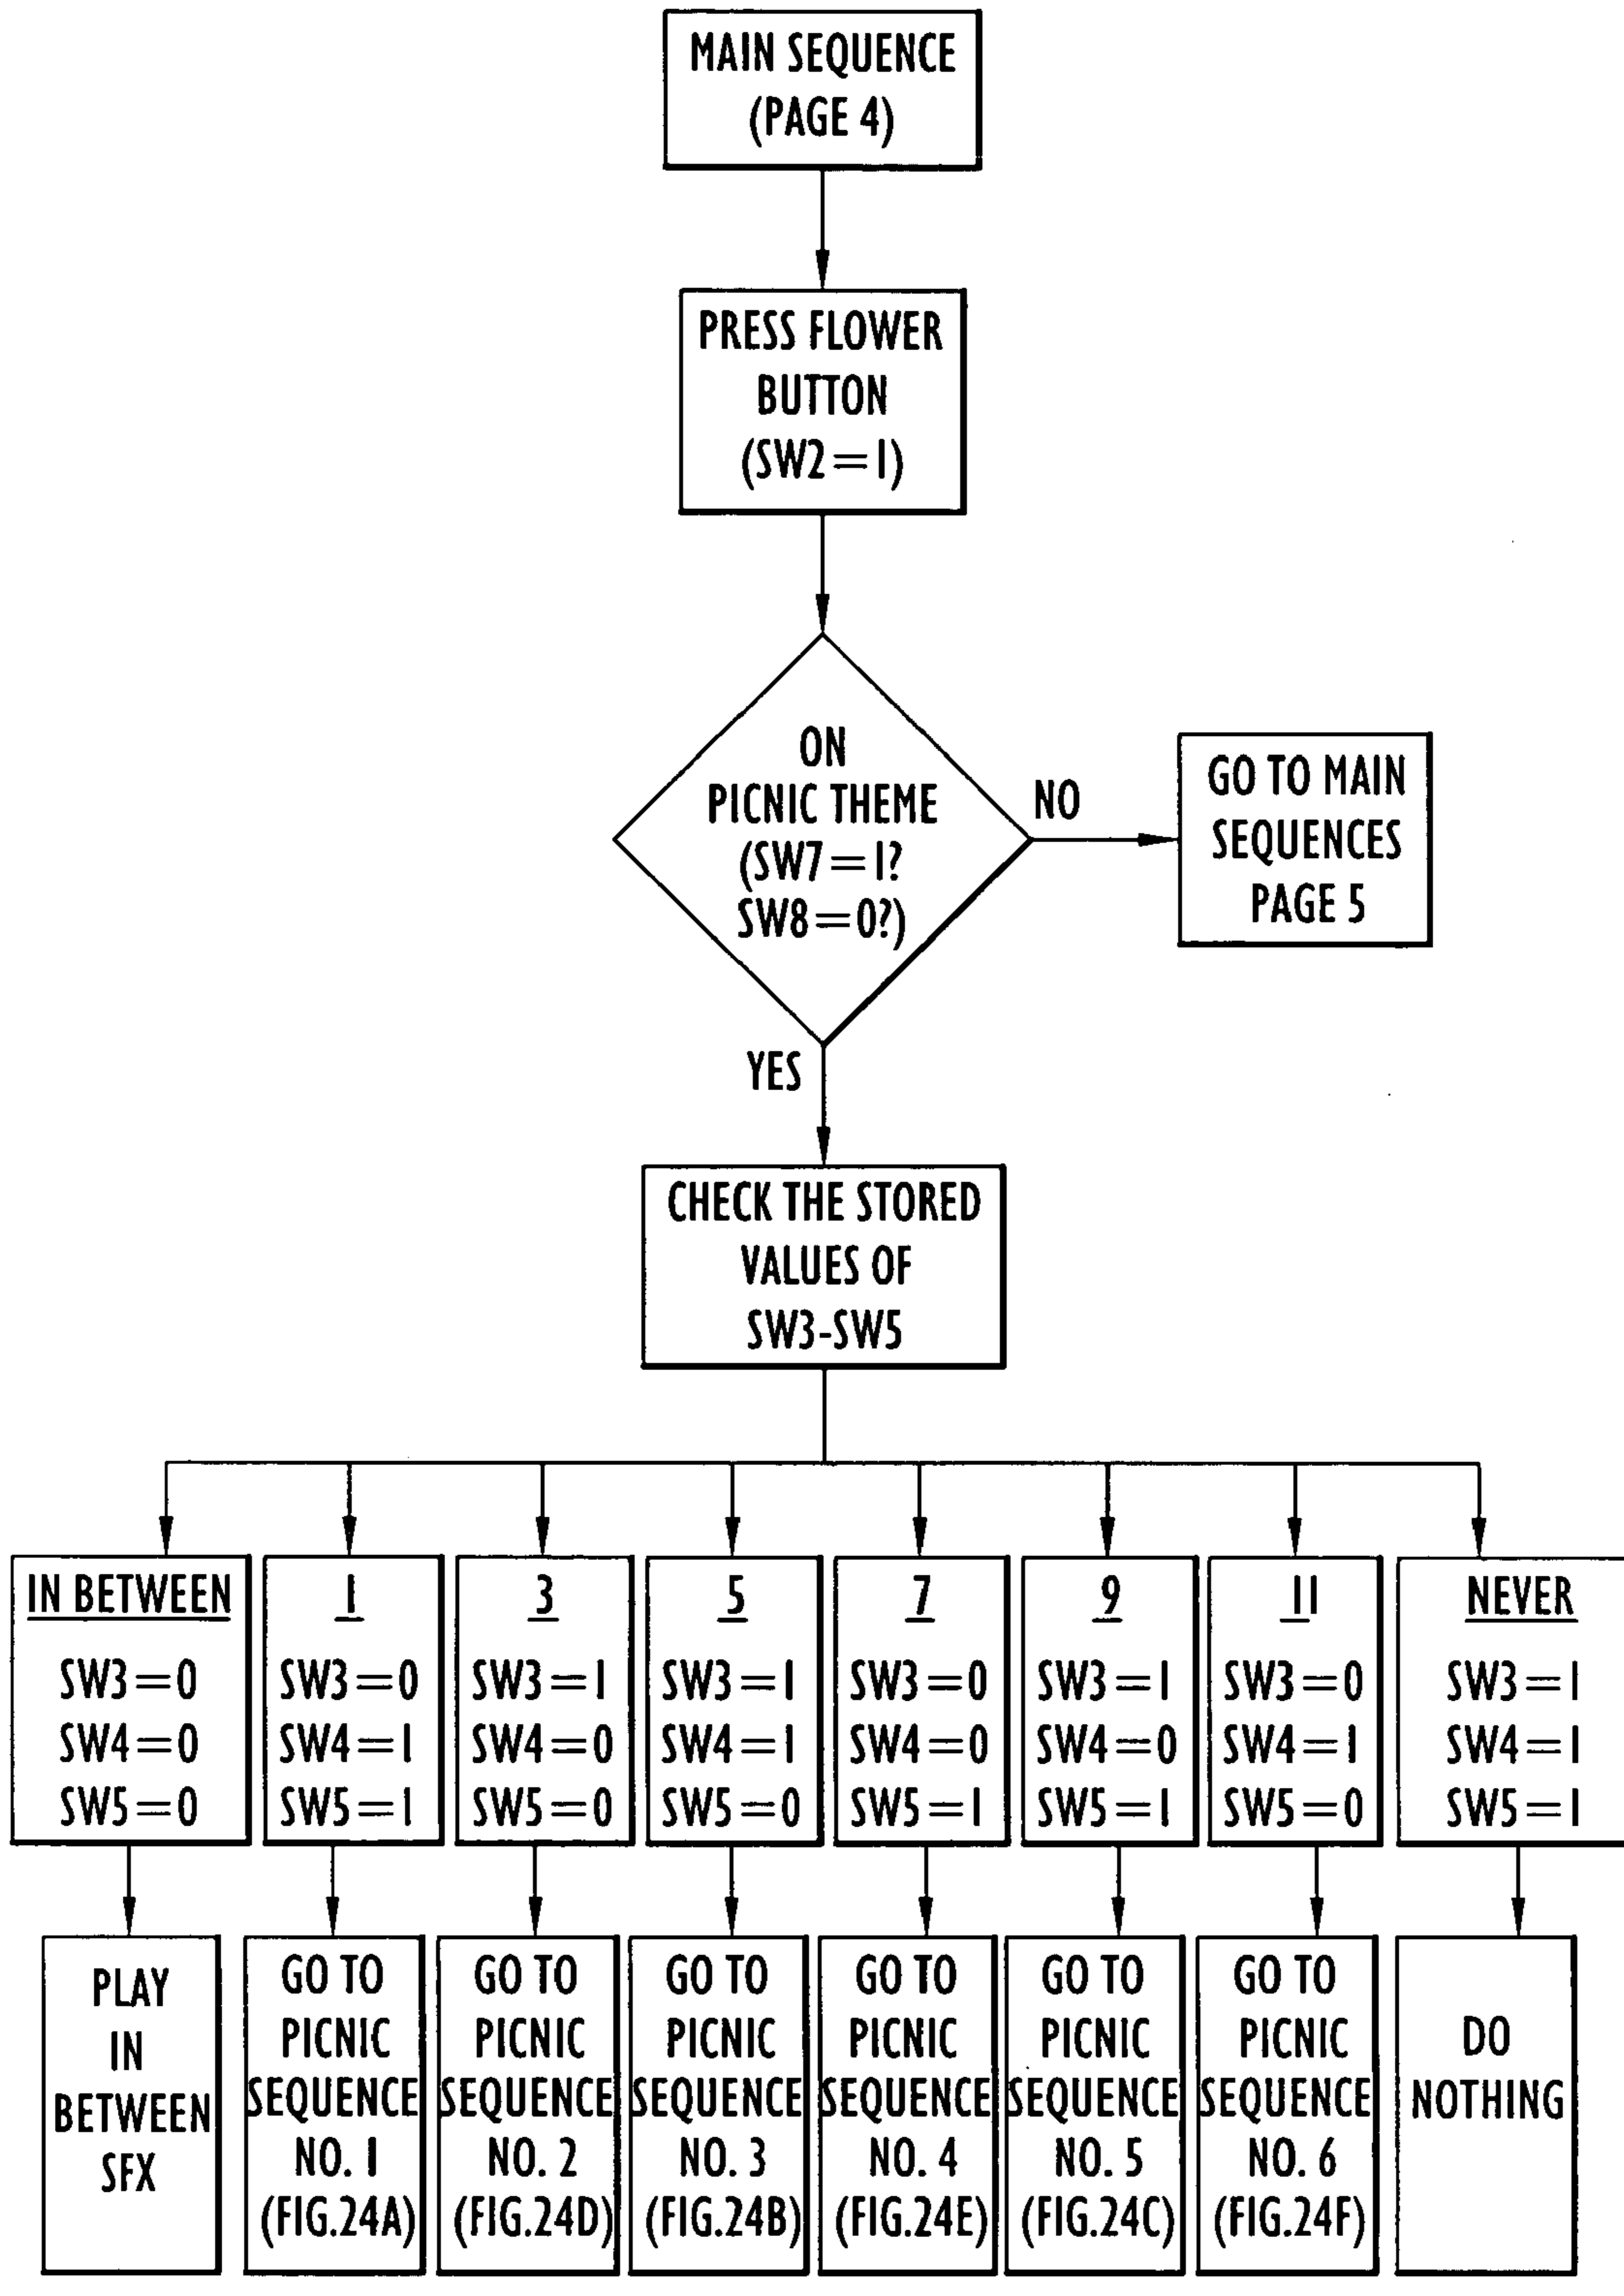 MAIN SEQUENCE
(PAGE 4)
PRESS FLOWER
BUTTON
(SW2=1)
ON
PICNIC THEME
(SW7=1?
SW8=0?)
NO
GO TO MAIN
SEQUENCES
PAGE 5
YES
CHECK THE STORED
VALUES OF
SW3-SW5
IN BETWEEN
SW3=0
SW4=0
SW5=0
1
SW3=0
SW4=1
SW5=1
3
SW3=1
SW4=0
SW5=0
5
SW3=1
SW4=1
SW5=0
7
SW3=0
SW4=0
SW5=1
9
SW3=1
SW4=0
SW5=1
11
SW3=0
SW4=1
SW5=0
NEVER
SW3=1
SW4=1
SW5=1
PLAY
IN
BETWEEN
SFX
GO TO
PICNIC
SEQUENCE
NO. 1
(FIG.24A)
GO TO
PICNIC
SEQUENCE
NO. 2
(FIG.24D)
GO TO
PICNIC
SEQUENCE
NO. 3
(FIG.24B)
GO TO
PICNIC
SEQUENCE
NO. 4
(FIG.24E)
GO TO
PICNIC
SEQUENCE
NO. 5
(FIG.24C)
GO TO
PICNIC
SEQUENCE
NO. 6
(FIG.24F)
DO
NOTHING